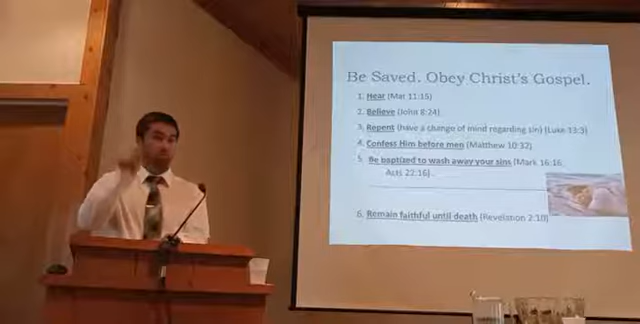 Be Saved. Obey Christ's Gospel.
1. Hear (Mat 11:15)
2. Believe (John 8:24)
3. Repent (have a change of mind regarding sin) (Luke 13:3)
4. Confess Him before men (Matthew 10:32)
5. Be baptized to wash away your sins (Mark 16:16,
Acts 22:16)
6. Remain faithful until death (Revelation 2:10)